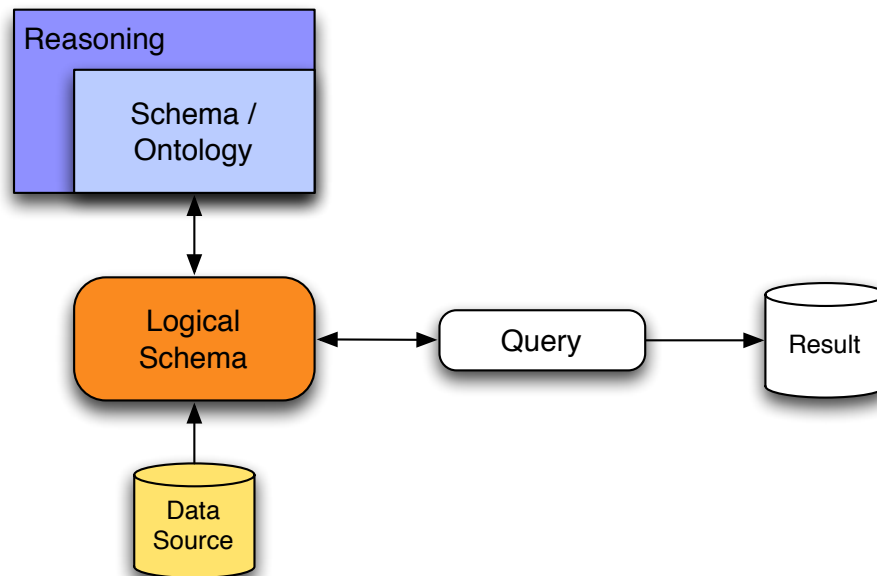 Reasoning
Schema /
Ontology
Logical
Schema
Query
Result
Data
Source